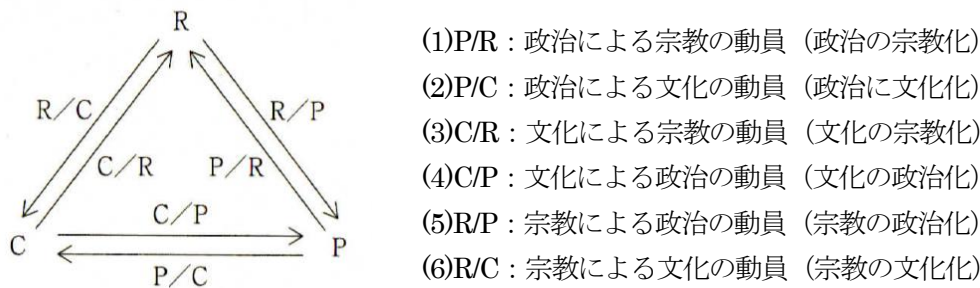 R
R／C
R／P
C／R
P／R
C／P
C
P
P／C
(1)P/R：政治による宗教の動員（政治の宗教化)
(2)P/C：政治による文化の動員（政治に文化化)
(3)C/R：文化による宗教の動員（文化の宗教化)
(4)C/P：文化による政治の動員（文化の政治化)
(5)R/P：宗教による政治の動員（宗教の政治化)
(6)R/C：宗教による文化の動員（宗教の文化化)